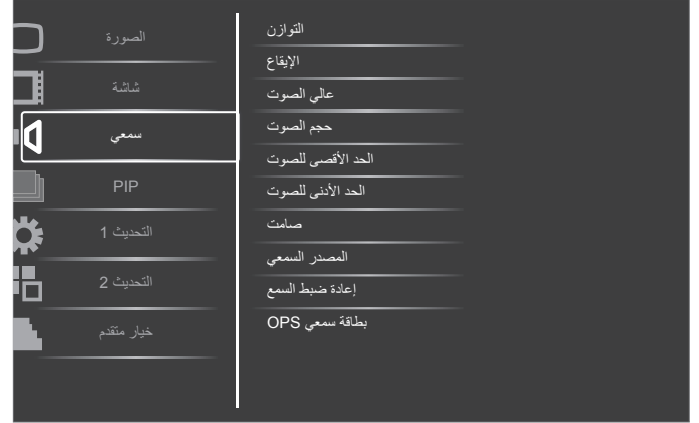 الصورة
شاشة
سمعي
PIP
التحديث 1
التحديث 2
خيار متقدم
التوازن
الإيقاع
عالي الصوت
حجم الصوت
الحد الأقصى للصوت
الحد الأدنى للصوت
صامت
المصدر السمعي
إعادة ضبط السمع
بطاقة سمعي OPS